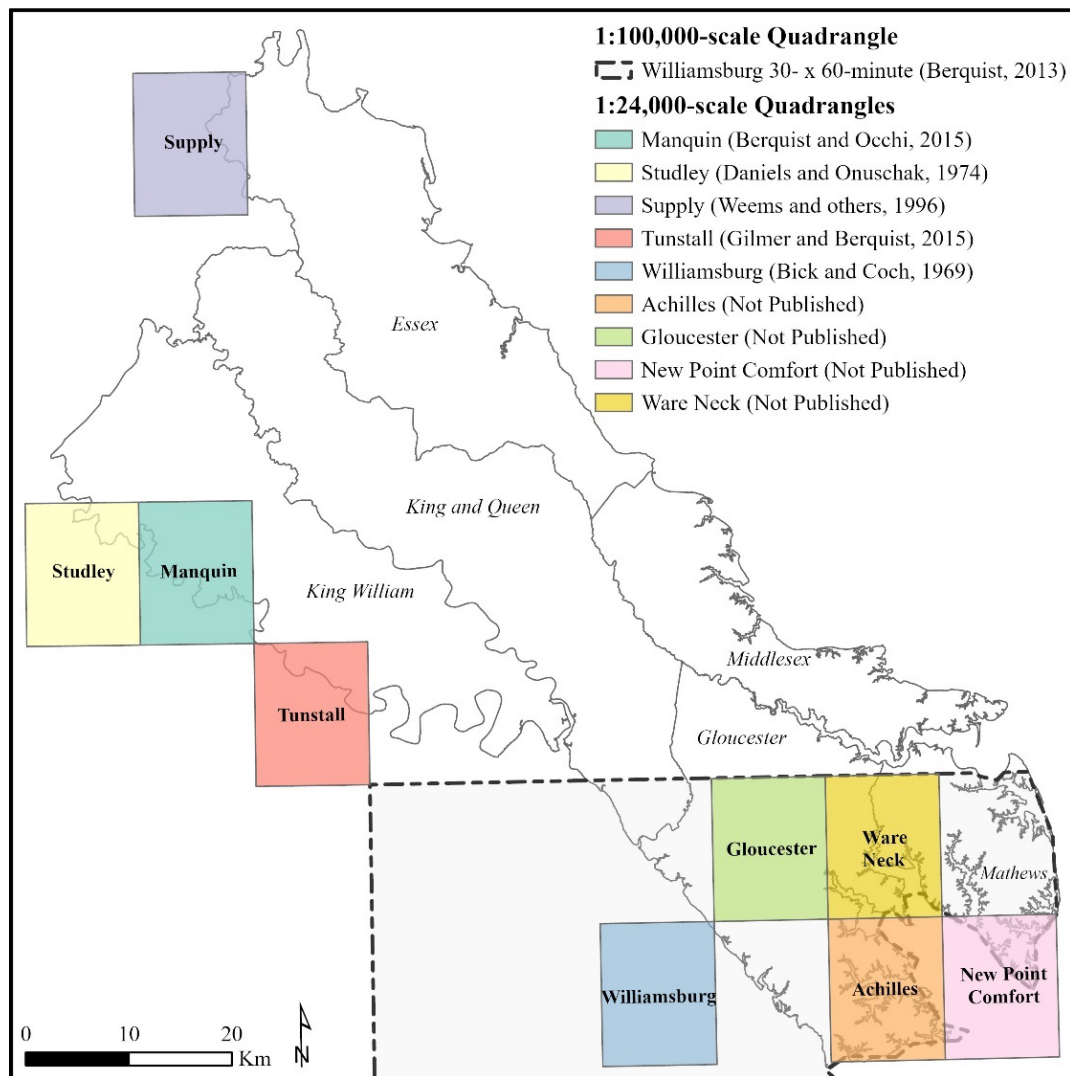 1:100,000-scale Quadrangle
Williamsburg 30- x 60-minute (Berquist, 2013)
1:24,000-scale Quadrangles
Manquin (Berquist and Occhi, 2015)
Studley (Daniels and Onuschak, 1974)
Supply (Weems and others, 1996)
Tunstall (Gilmer and Berquist, 2015)
Williamsburg (Bick and Coch, 1969)
Achilles (Not Published)
Gloucester (Not Published)
New Point Comfort (Not Published)
Ware Neck (Not Published)
Supply
Essex
King and Queen
Studley
Manquin
King William
Middlesex
Tunstall
Gloucester
Gloucester
Ware
Neck
Mathews
Williamsburg
Achilles
New Point
Comfort
0 10 20
Km
N